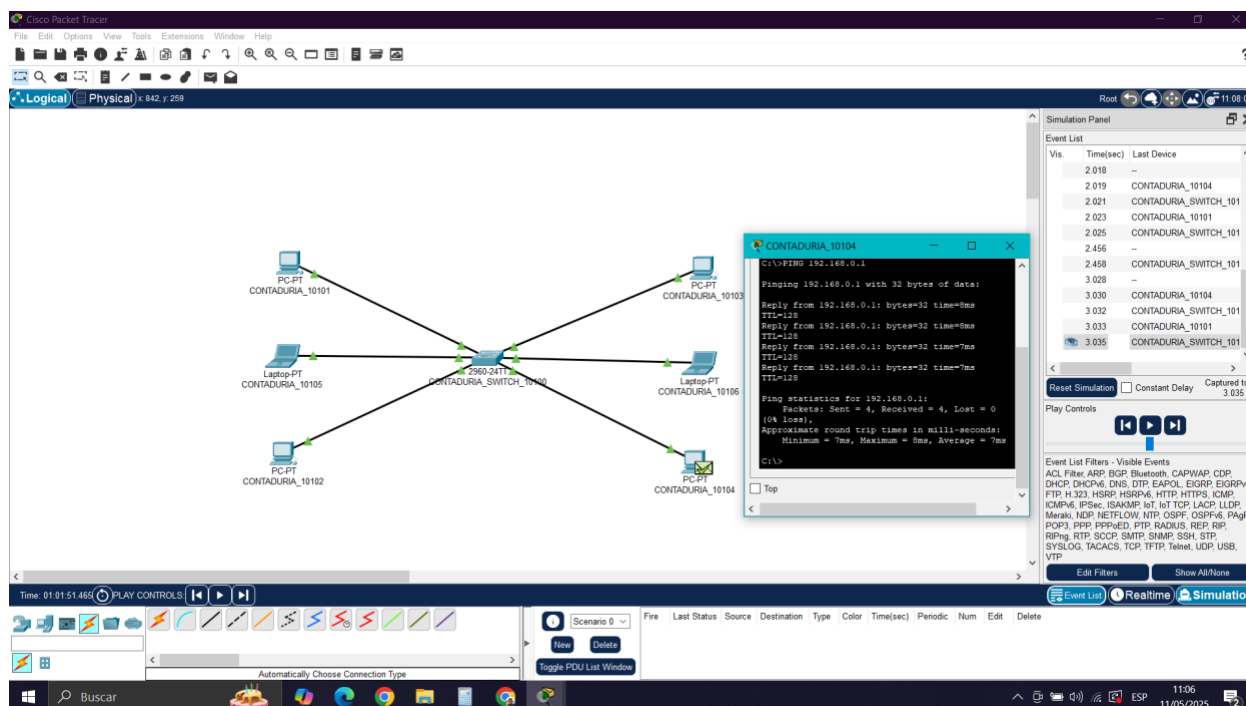 Cisco Packet Tracer
File Edit Options View Tools Extensions Window Help
Logical Physical x: 842, y: 259
Root 11:08:0
Simulation Panel
Event List
Vis. Time(sec) Last Device
2.018 --
2.019 CONTADURIA_10104
2.021 CONTADURIA_SWITCH_101
2.023 CONTADURIA_10101
2.025 CONTADURIA_SWITCH_101
2.456 --
2.458 CONTADURIA_SWITCH_101
3.028 --
3.030 CONTADURIA_10104
3.032 CONTADURIA_SWITCH_101
3.033 CONTADURIA_10101
3.035 CONTADURIA_SWITCH_101
Reset Simulation Constant Delay Captured to
3.035
Play Controls
Event List Filters - Visible Events
ACL Filter, ARP, BGP, Bluetooth, CAPWAP, CDP,
DHCP, DHCPv6, DNS, DTP, EAPOL, EIGRP, EIGRPv
FTP, H.323, HSRP, HSRPv6, HTTP, HTTPS, ICMP,
ICMPv6, IPSec, ISAKMP, IoT, IoT TCP, LACP, LLDP,
Meraki, NDP, NETFLOW, NTP, OSPF, OSPFv6, PAgP
POP3, PPP, PPPoED, PTP, RADIUS, REP, RIP,
RIPng, RTP, SCCP, SMTP, SNMP, SSH, STP,
SYSLOG, TACACS, TCP, TFTP, Telnet, UDP, USB,
VTP
Edit Filters Show All/None
Event List Realtime Simulatio
PC-PT
CONTADURIA_10101
PC-PT
CONTADURIA_10103
Laptop-PT
CONTADURIA_10105
2960-24TT
CONTADURIA_SWITCH_10100
Laptop-PT
CONTADURIA_10106
PC-PT
CONTADURIA_10102
PC-PT
CONTADURIA_10104
CONTADURIA_10104
C:\>PING 192.168.0.1
Pinging 192.168.0.1 with 32 bytes of data:
Reply from 192.168.0.1: bytes=32 time=8ms
TTL=128
Reply from 192.168.0.1: bytes=32 time=8ms
TTL=128
Reply from 192.168.0.1: bytes=32 time=7ms
TTL=128
Reply from 192.168.0.1: bytes=32 time=7ms
TTL=128
Ping statistics for 192.168.0.1:
Packets: Sent = 4, Received = 4, Lost = 0
(0% loss),
Approximate round trip times in milli-seconds:
Minimum = 7ms, Maximum = 8ms, Average = 7ms
C:\>
Top
Time: 01:01:51.465 PLAY CONTROLS:
Scenario 0
New Delete
Toggle PDU List Window
Fire Last Status Source Destination Type Color Time(sec) Periodic Num Edit Delete
Automatically Choose Connection Type
Buscar
ESP
11:06
11/05/2025
2